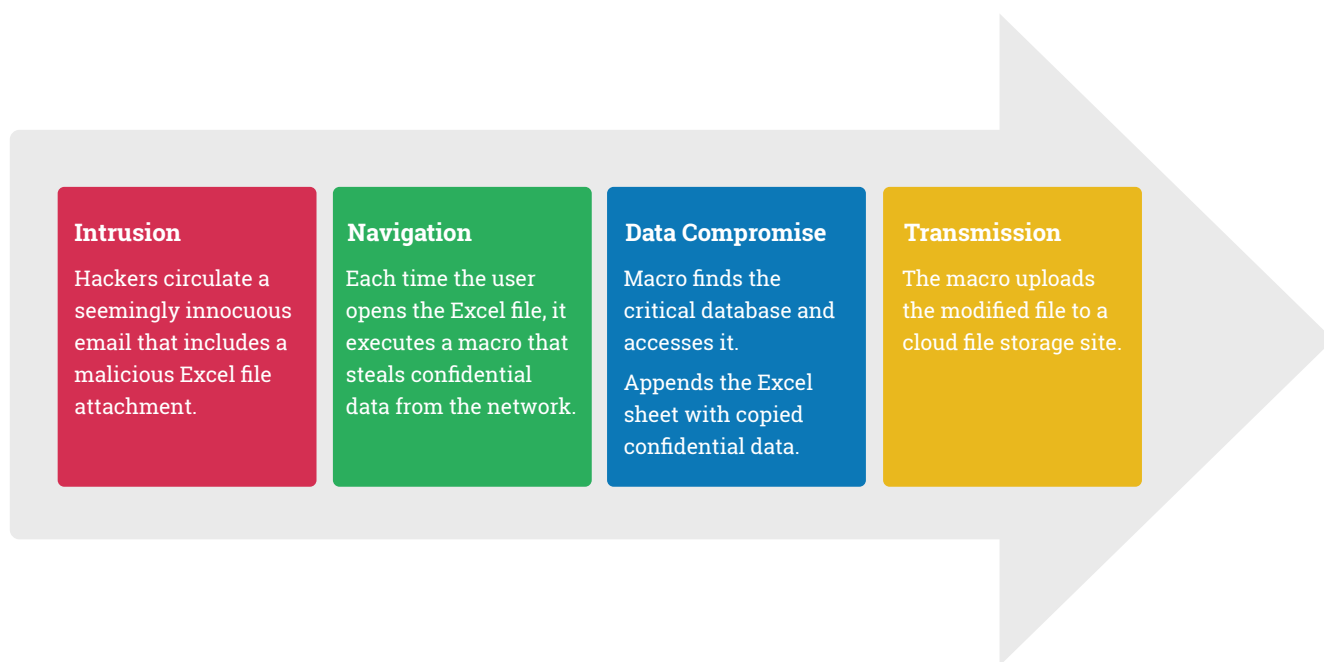 Intrusion
Hackers circulate a
seemingly innocuous
email that includes a
malicious Excel file
attachment.
Navigation
Each time the user
opens the Excel file, it
executes a macro that
steals confidential
data from the network.
Data Compromise
Macro finds the
critical database and
accesses it.
Appends the Excel
sheet with copied
confidential data.
Transmission
The macro uploads
the modified file to a
cloud file storage site.